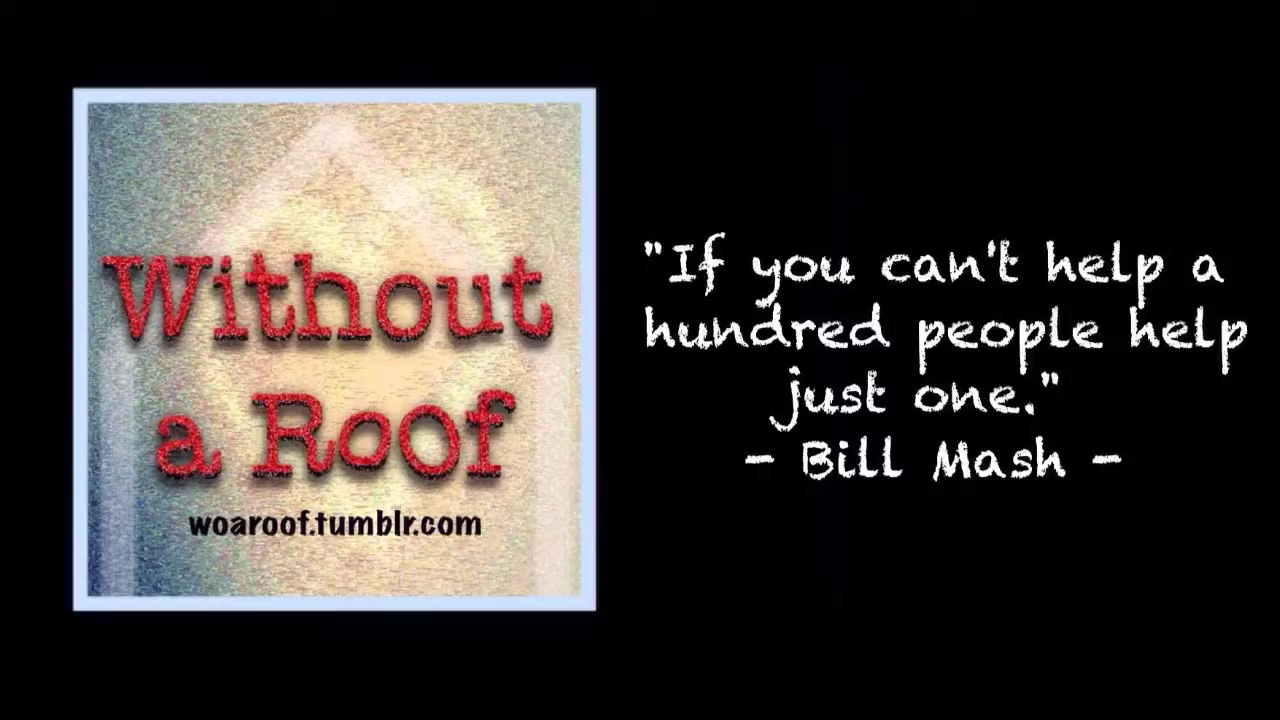 Without
a Roof
woaroof.tumblr.com
"If you can't help a
hundred people help
just one."
- Bill Mash -